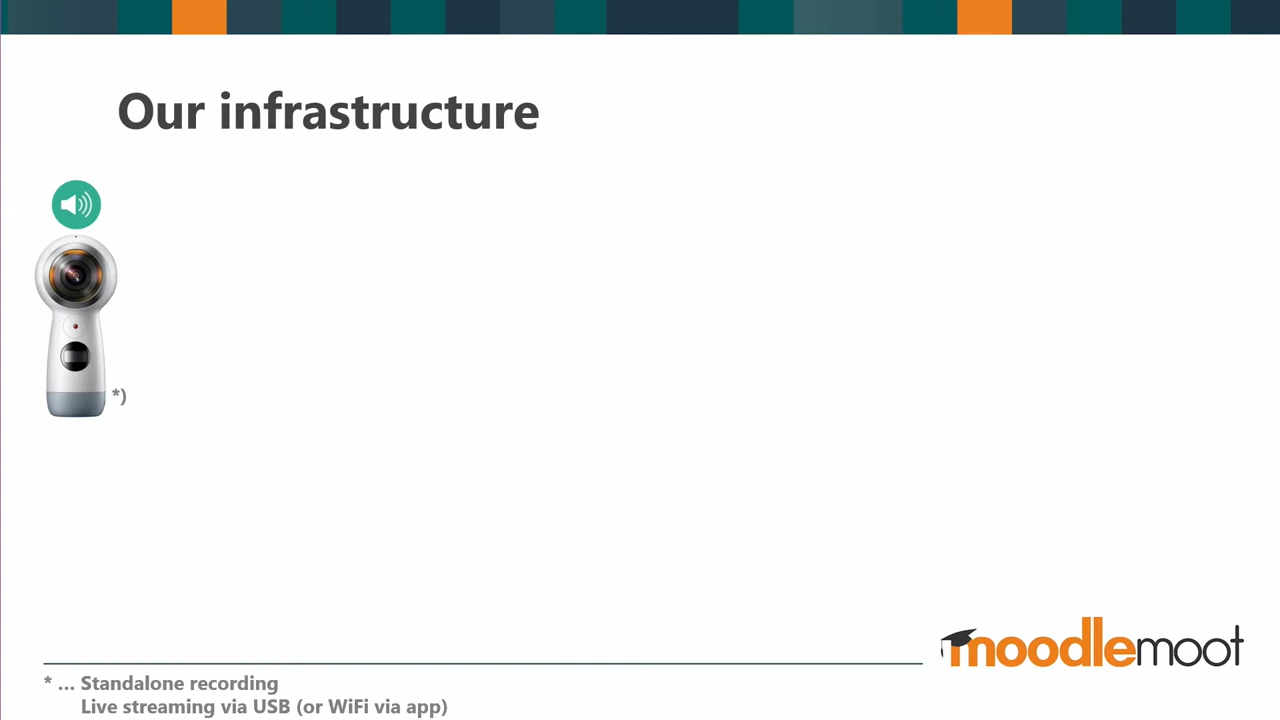 Our infrastructure
*)
moodlemoot
* ... Standalone recording
Live streaming via USB (or WiFi via app)